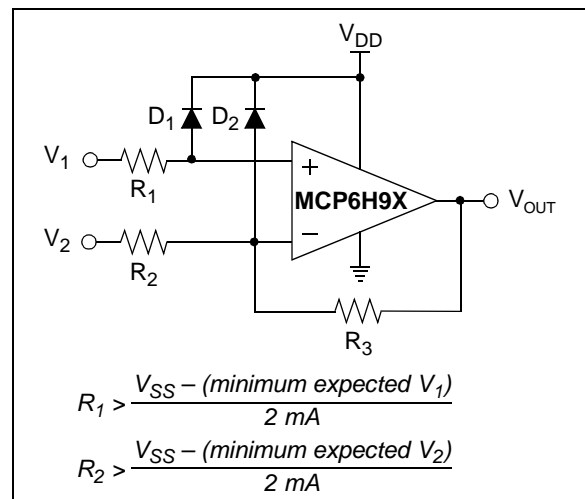 V_DD
D_1 D_2
V_1
R_1
+
MCP6H9X
V_OUT
V_2
−
R_2
R_3
R_1 > V_SS – (minimum expected V_1)
2 mA
R_2 > V_SS – (minimum expected V_2)
2 mA